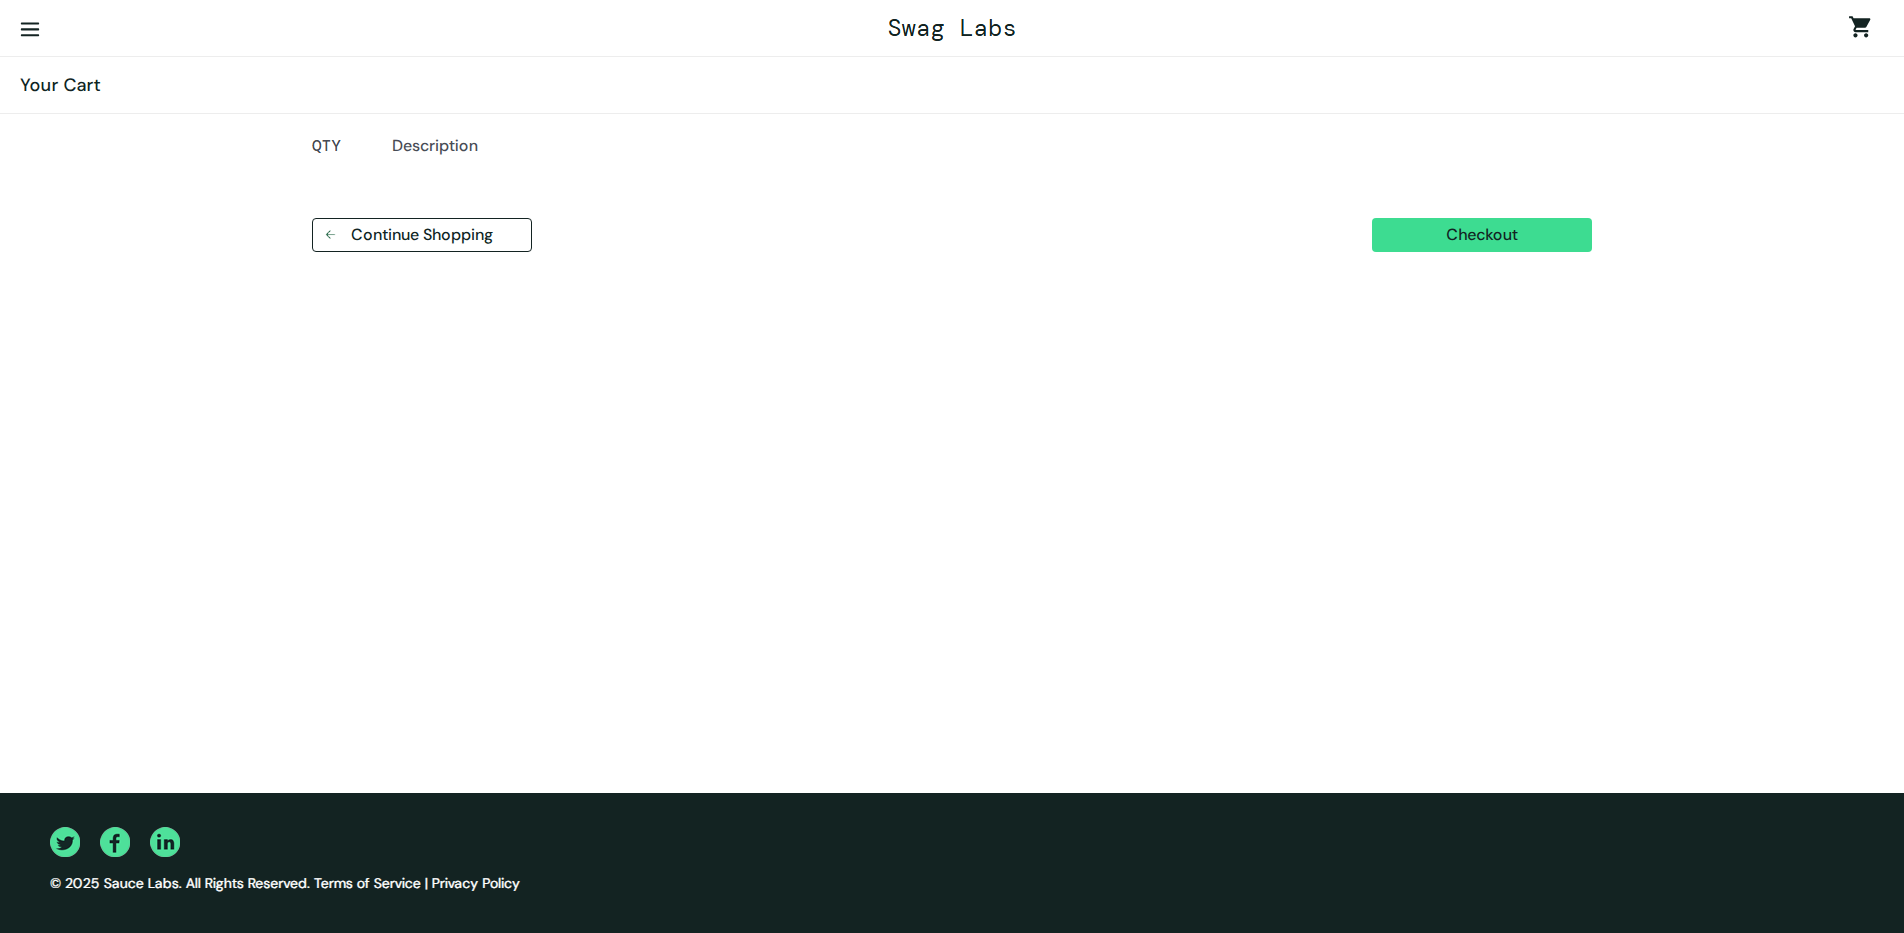 Swag Labs
Your Cart
QTY Description
Continue Shopping Checkout
© 2025 Sauce Labs. All Rights Reserved. Terms of Service | Privacy Policy